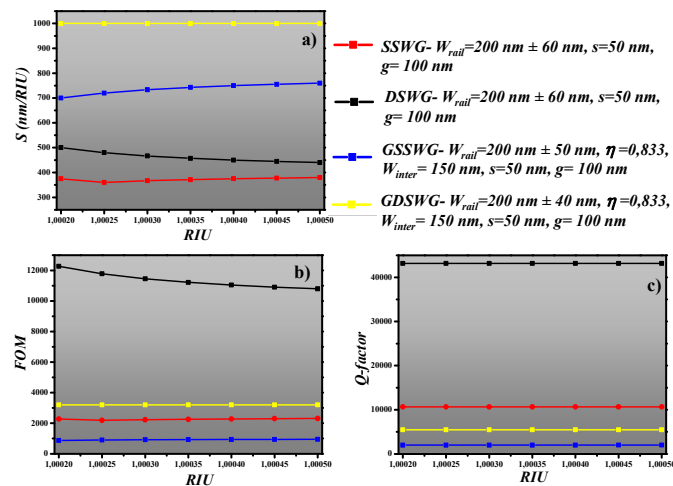 a)
S (nm/RIU)
1000
900
800
700
600
500
400
300
1,00020 1,00025 1,00030 1,00035 1,00040 1,00045 1,00050
RIU
SSWG- Wrail=200 nm ± 60 nm, s=50 nm,
g= 100 nm
DSWG- Wrail=200 nm ± 60 nm, s=50 nm,
g=100 nm
GSSWG- Wrail=200 nm ± 50 nm, η =0,833,
Winter= 150 nm, s=50 nm, g= 100 nm
GDSWG- Wrail=200 nm ± 40 nm, η =0,833,
Winter= 150 nm, s=50 nm, g= 100 nm
b)
FOM
12000
10000
8000
6000
4000
2000
0
1,00020 1,00025 1,00030 1,00035 1,00040 1,00045 1,00050
RIU
c)
Q-factor
40000
30000
20000
10000
0
1,00020 1,00025 1,00030 1,00035 1,00040 1,00045 1,00050
RIU